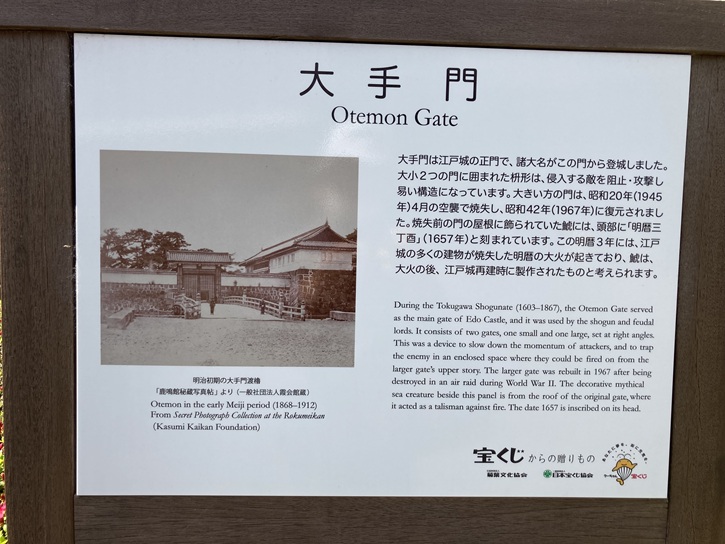 大手門
Otemon Gate
大手門は江戸城の正門で、諸大名がこの門から登城しました。
大小２つの門に囲まれた枡形は、侵入する敵を阻止・攻撃し
易い構造になっています。大きい方の門は、昭和20年(1945
年)4月の空襲で焼失し、昭和42年(1967年)に復元されまし
た。焼失前の門の屋根に飾られていた鯱には、頭部に「明暦三
丁酉」(1657年)と刻まれています。この明暦３年には、江戸
城の多くの建物が焼失した明暦の大火が起きており、鯱は、
大火の後、江戸城再建時に製作されたものと考えられます。
During the Tokugawa Shogunate (1603–1867), the Otemon Gate served
as the main gate of Edo Castle, and it was used by the shogun and feudal
lords. It consists of two gates, one small and one large, set at right angles.
This was a device to slow down the momentum of attackers, and to trap
the enemy in an enclosed space where they could be fired on from the
larger gate's upper story. The larger gate was rebuilt in 1967 after being
destroyed in an air raid during World War II. The decorative mythical
sea creature beside this panel is from the roof of the original gate, where
it acted as a talisman against fire. The date 1657 is inscribed on its head.
明治初期の大手門渡櫓
「鹿鳴館秘蔵写真帖」より（一般社団法人霞会館蔵）
Otemon in the early Meiji period (1868–1912)
From Secret Photograph Collection at the Rokumeikan
（Kasumi Kaikan Foundation）
宝くじからの贈りもの
日本宝くじ協会
宝くじ